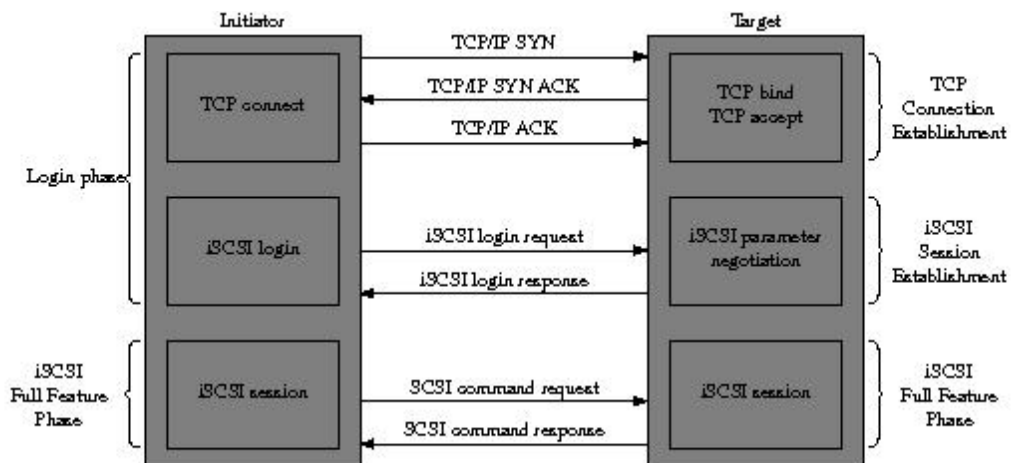 Initiator
Target
TCP/IP SYN
TCP connect
TCP/IP SYN ACK
TCP bind
TCP accept
TCP/IP ACK
TCP
Connection
Establishment
Login phase
iSCSI login
iSCSI login request
iSCSI parameter
negotiation
iSCSI login response
iSCSI
Session
Establishment
iSCSI
Full Feature
Phase
iSCSI session
SCSI command request
SCSI command response
iSCSI session
iSCSI
Full Feature
Phase